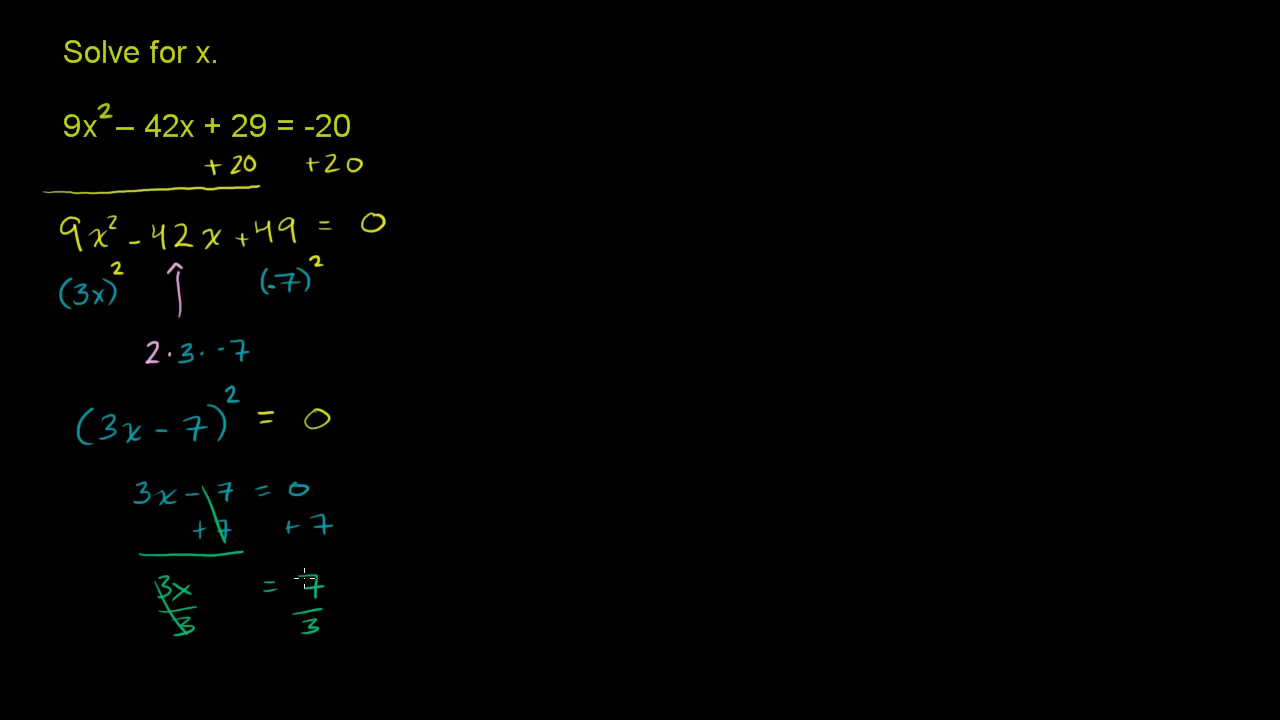 Solve for x.
9x² – 42x + 29 = -20
+ 20 +20
9x² - 42x + 49 = 0
(3x)² (-7)²
2 · 3 · -7
(3x - 7)² = 0
3x - 7 = 0
+ 7 + 7
3x = 7
3 3